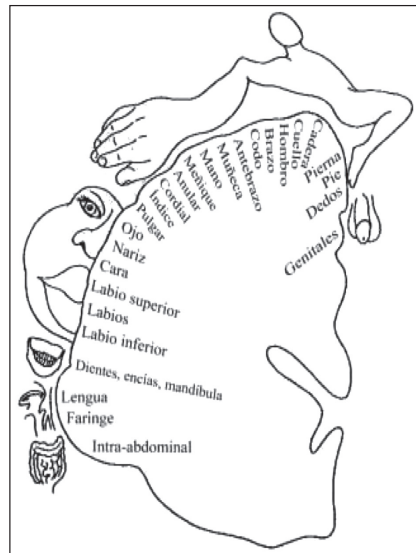 Cadera
Cuello
Hombro
Brazo
Codo
Antebrazo
Muñeca
Mano
Meñique
Anular
Cordial
Índice
Pulgar
Ojo
Nariz
Cara
Labio superior
Labios
Labio inferior
Dientes, encías, mandíbula
Lengua
Faringe
Intra-abdominal
Pierna
Pie
Dedos
Genitales